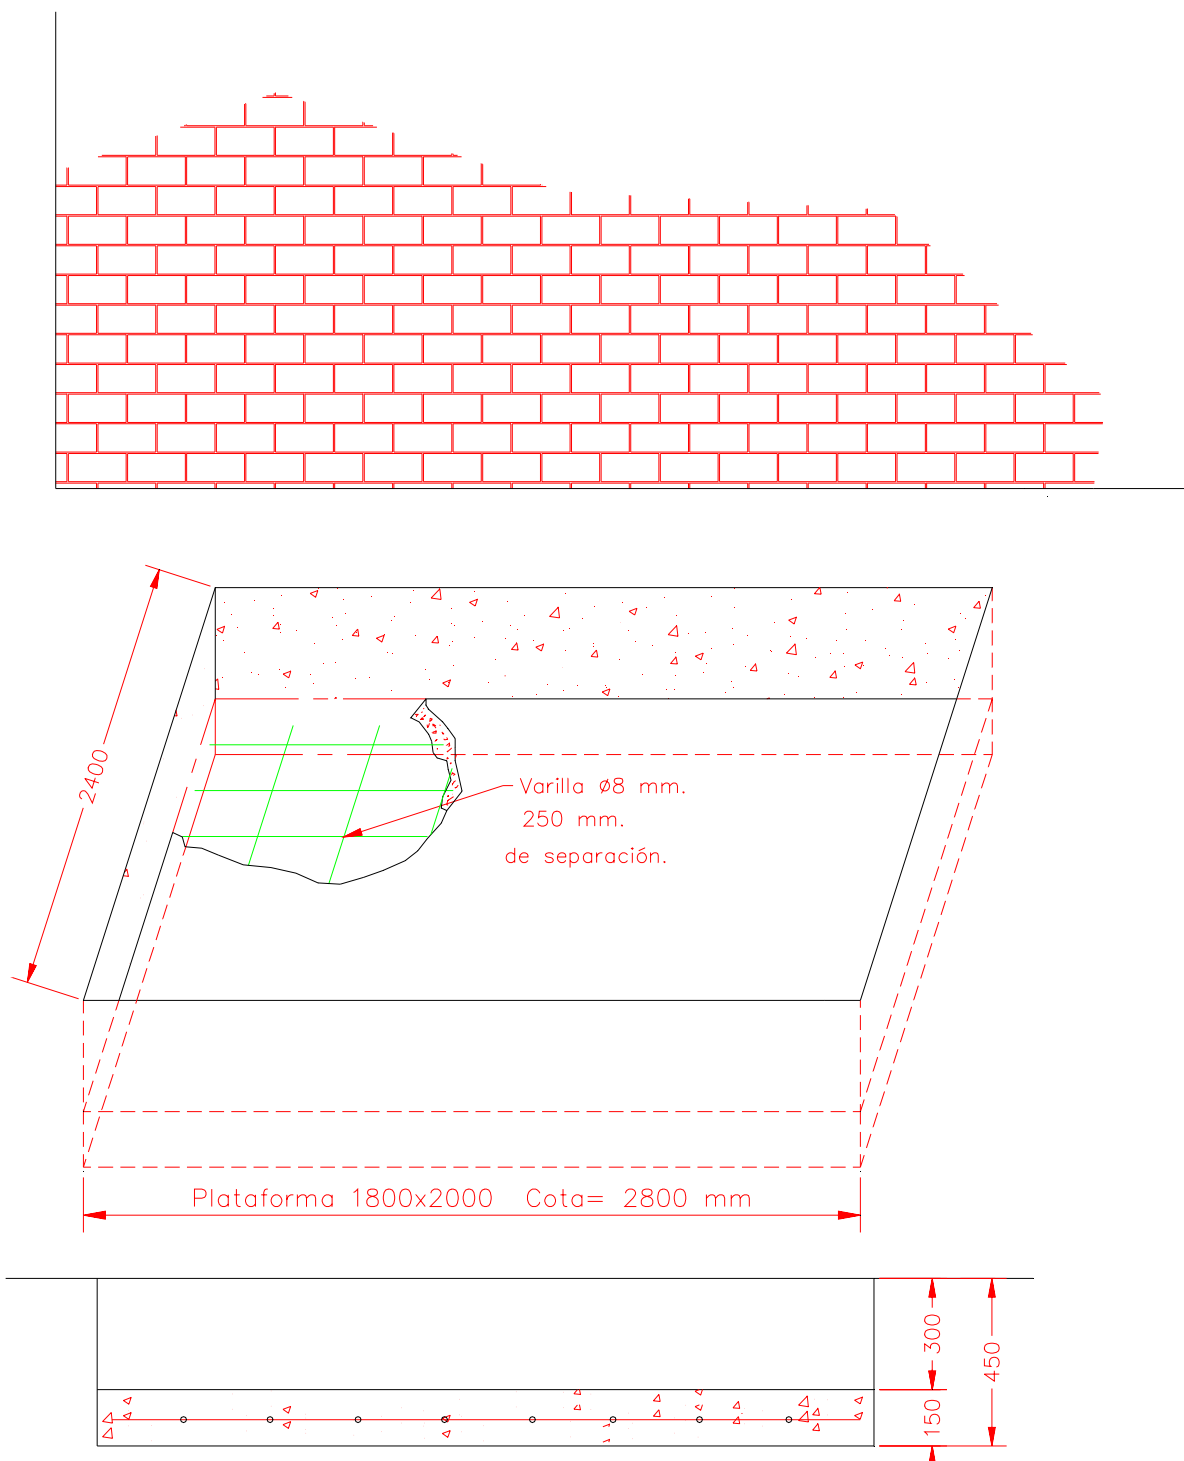 2400
Varilla Ø8 mm.
250 mm.
de separación.
Plataforma 1800x2000 Cota= 2800 mm
300
450
150